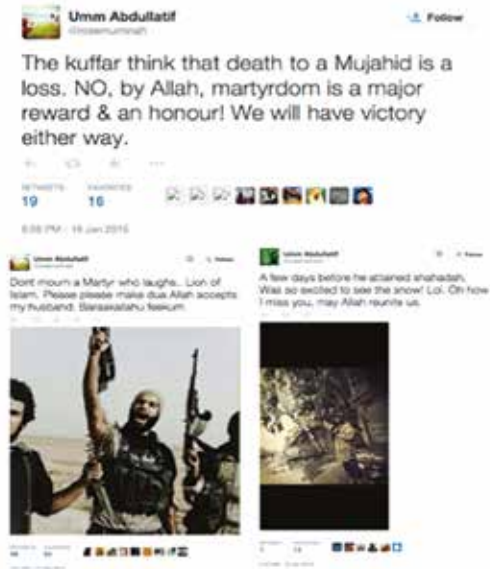 Umm Abdullatif
Follow
The kuffar think that death to a Mujahid is a
loss. NO, by Allah, martyrdom is a major
reward & an honour! We will have victory
either way.
RETWEETS
FAVORITES
19
16
Jan 2015
Umm Abdullatif
Dont mourn a Martyr who laughs.. Lion of
Islam. Please please make dua Allah accepts
my husband. Baraakallahu feekum
Umm Abdullatif
A few days before he attained shahadah.
Was so excited to see the snow! Lol. Oh how
I miss you, may Allah reunite us.